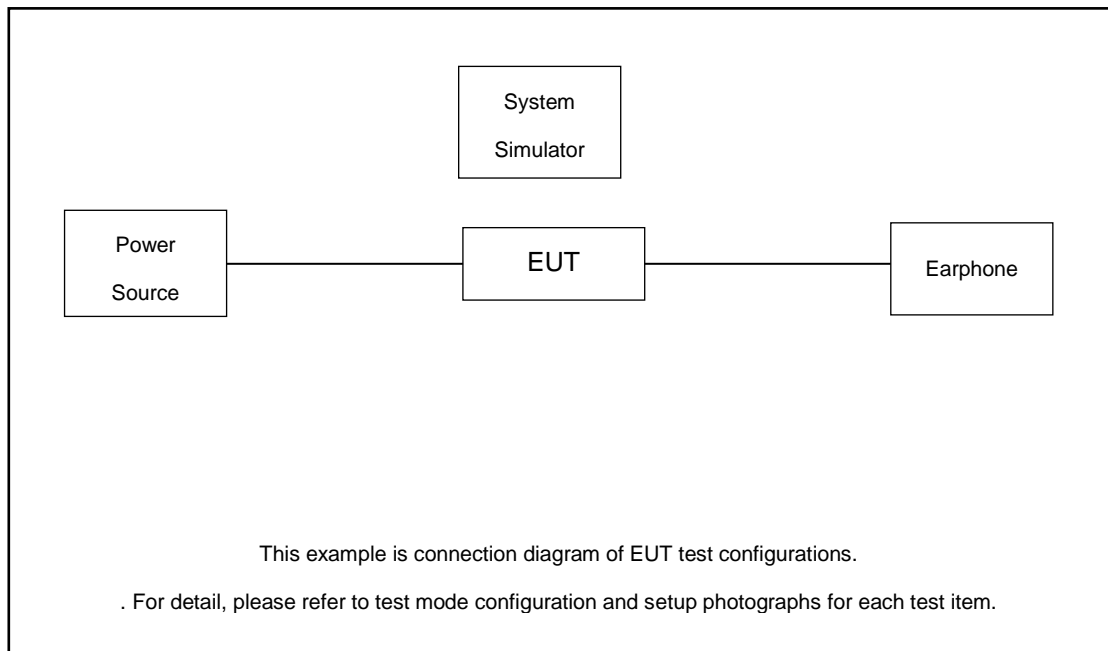 System
Simulator
Power
Source
EUT
Earphone
This example is connection diagram of EUT test configurations.
. For detail, please refer to test mode configuration and setup photographs for each test item.